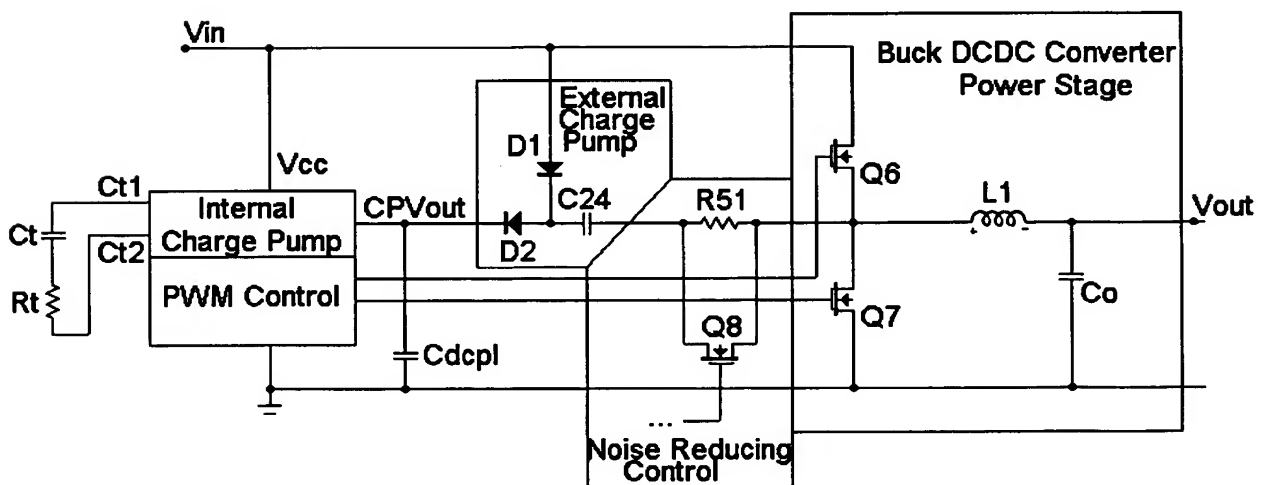 Vin
Buck DCDC Converter
Power Stage
External
Charge
Pump
D1
Vcc
Q6
Ct1
Internal
Charge Pump
CPVout
C24
R51
L1
Vout
Ct
Ct2
D2
PWM Control
Rt
Q7
Co
Q8
Cdcpl
...
Noise Reducing
Control
+
-